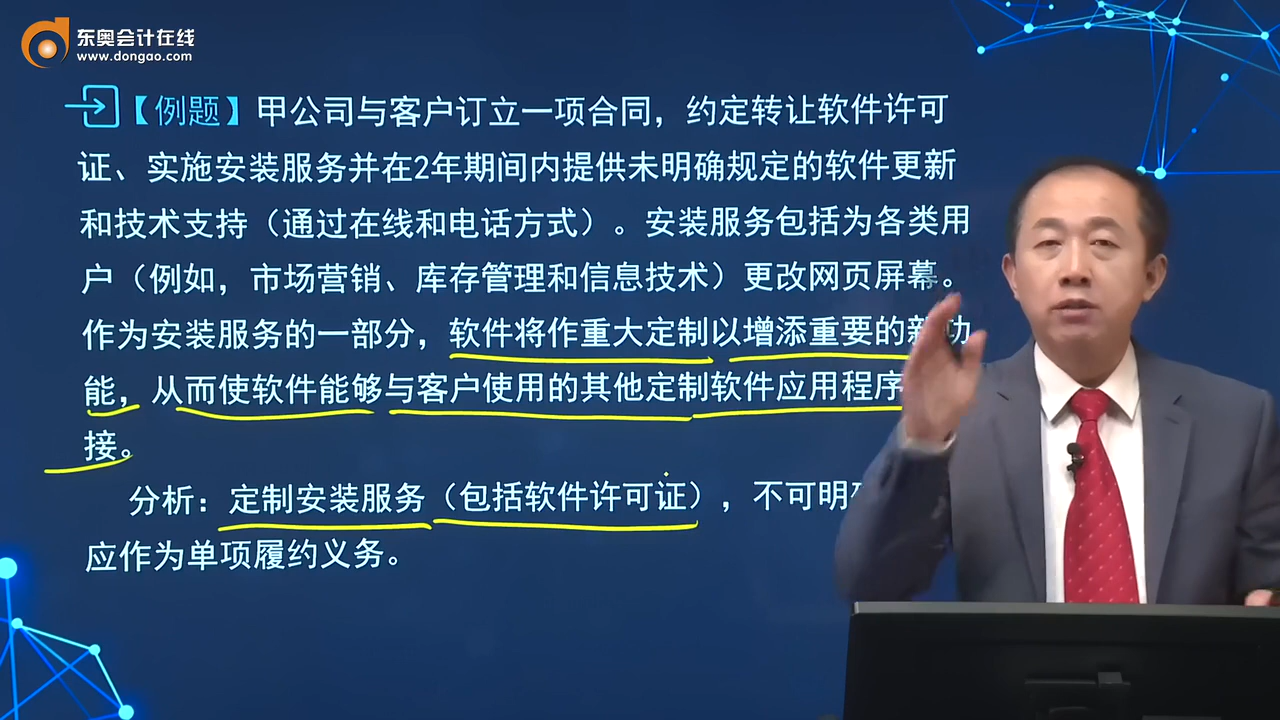 东奥会计在线
www.dongao.com
【例题】甲公司与客户订立一项合同，约定转让软件许可
证、实施安装服务并在2年期间内提供未明确规定的软件更新
和技术支持（通过在线和电话方式）。安装服务包括为各类用
户（例如，市场营销、库存管理和信息技术）更改网页屏幕。
作为安装服务的一部分，软件将作重大定制以增添重要的新功
能，从而使软件能够与客户使用的其他定制软件应用程序
接。
分析：定制安装服务（包括软件许可证），不可明
应作为单项履约义务。